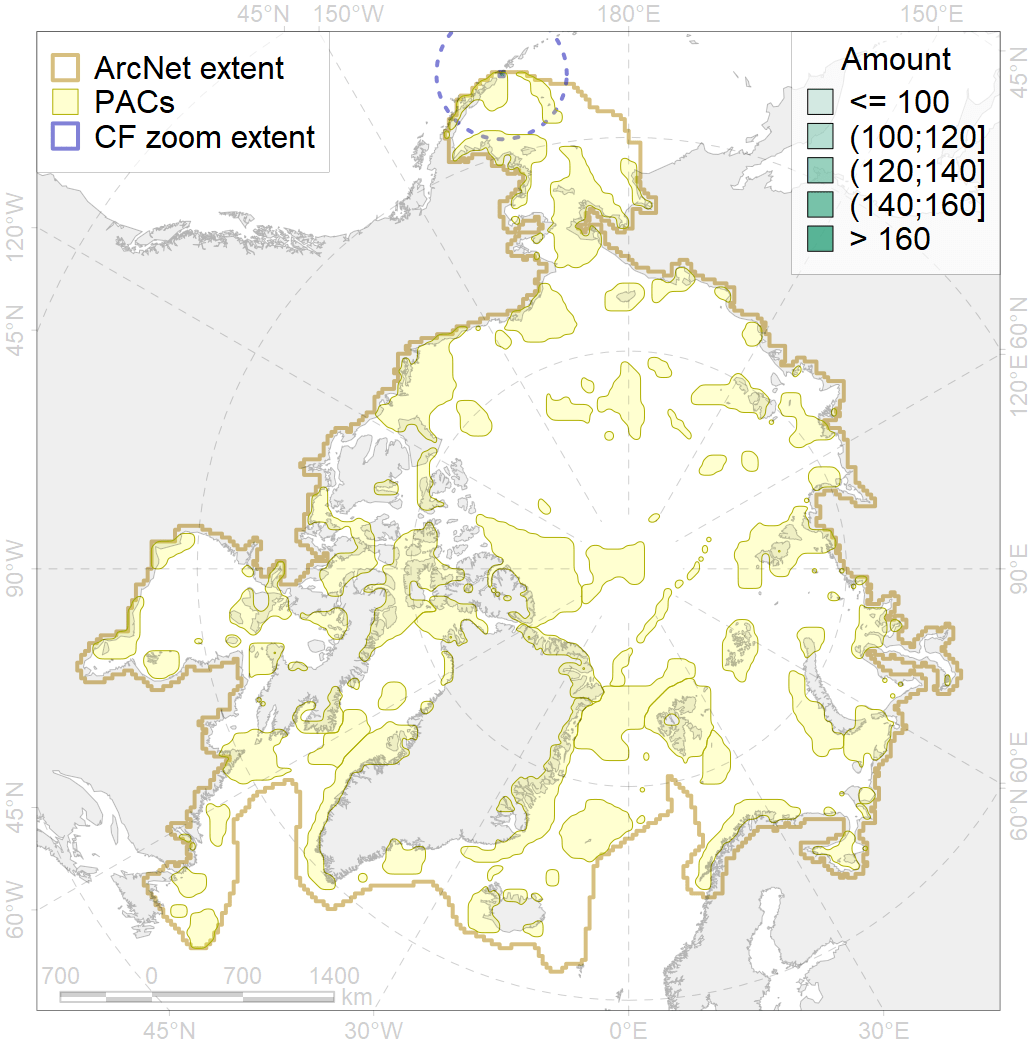 45°N 150°W 180°E 150°E
ArcNet extent
PACs
CF zoom extent
Amount
<= 100
(100;120]
(120;140]
(140;160]
> 160
45°N
120°W
45°N
90°W
45°N
60°W
60°N
120°E
90°E
60°E
60°N
700 0 700 1400
km
45°N 30°W 0°E 30°E